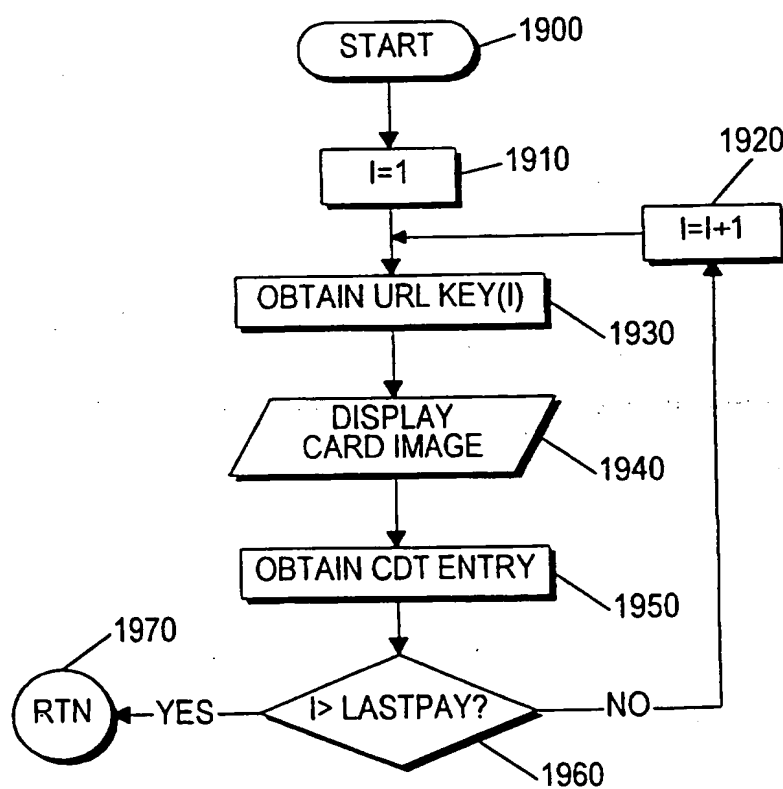 START
1900
I=1
1910
1920
I=I+1
OBTAIN URL KEY(I)
1930
DISPLAY
CARD IMAGE
1940
OBTAIN CDT ENTRY
1950
1970
RTN
YES
I> LASTPAY?
NO
1960